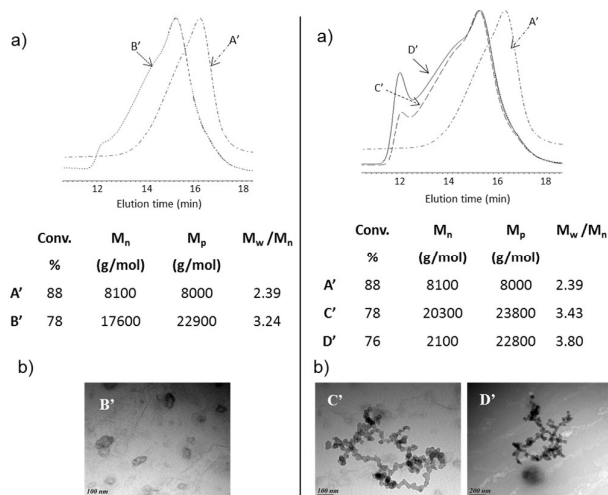 a)
B’
A’
12
14
16
18
Elution time (min)
Conv. Mn Mp Mw /Mn
% (g/mol) (g/mol)
A’ 88 8100 8000 2.39
B’ 78 17600 22900 3.24
b)
B’
100 nm
a)
D’
A’
C’
12
14
16
18
Elution time (min)
Conv. Mn Mp Mw /Mn
% (g/mol) (g/mol)
A’ 88 8100 8000 2.39
C’ 78 20300 23800 3.43
D’ 76 2100 22800 3.80
b)
C’
100 nm
D’
200 nm